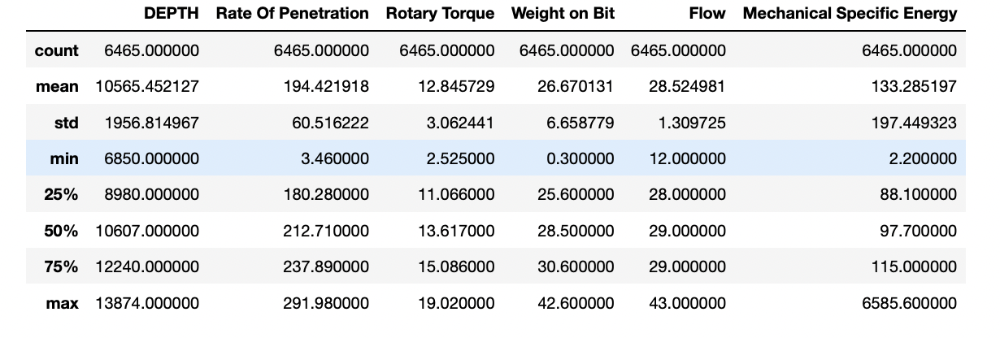 DEPTH Rate Of Penetration Rotary Torque Weight on Bit Flow Mechanical Specific Energy
count 6465.000000 6465.000000 6465.000000 6465.000000 6465.000000 6465.000000
mean 10565.452127 194.421918 12.845729 26.670131 28.524981 133.285197
std 1956.814967 60.516222 3.062441 6.658779 1.309725 197.449323
min 6850.000000 3.460000 2.525000 0.300000 12.000000 2.200000
25% 8980.000000 180.280000 11.066000 25.600000 28.000000 88.100000
50% 10607.000000 212.710000 13.617000 28.500000 29.000000 97.700000
75% 12240.000000 237.890000 15.086000 30.600000 29.000000 115.000000
max 13874.000000 291.980000 19.020000 42.600000 43.000000 6585.600000